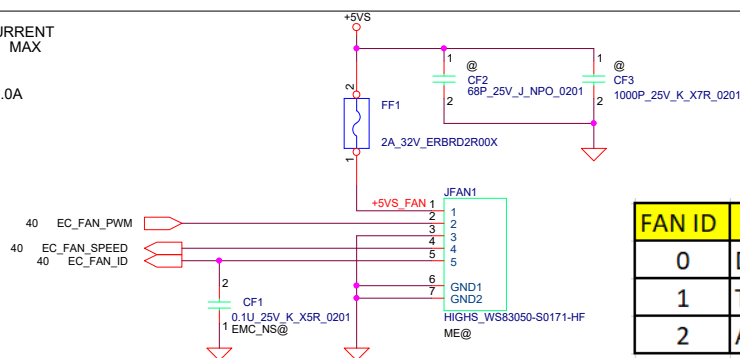 URRENT
MAX
.0A
+5VS
1
@
CF2
2
68P_25V_J_NPO_0201
1
@
CF3
2
1000P_25V_K_X7R_0201
2
FF1
1
2A_32V_ERBRD2R00X
JFAN1
+5VS_FAN 1 1
40 EC_FAN_PWM 2 2
3 3
40 EC_FAN_SPEED 4 4
40 EC_FAN_ID 5 5
6 GND1
7 GND2
2
CF1
0.1U_25V_K_X5R_0201
1 EMC_NS@
HIGHS_WS83050-S0171-HF
ME@
FAN ID
0
1
2